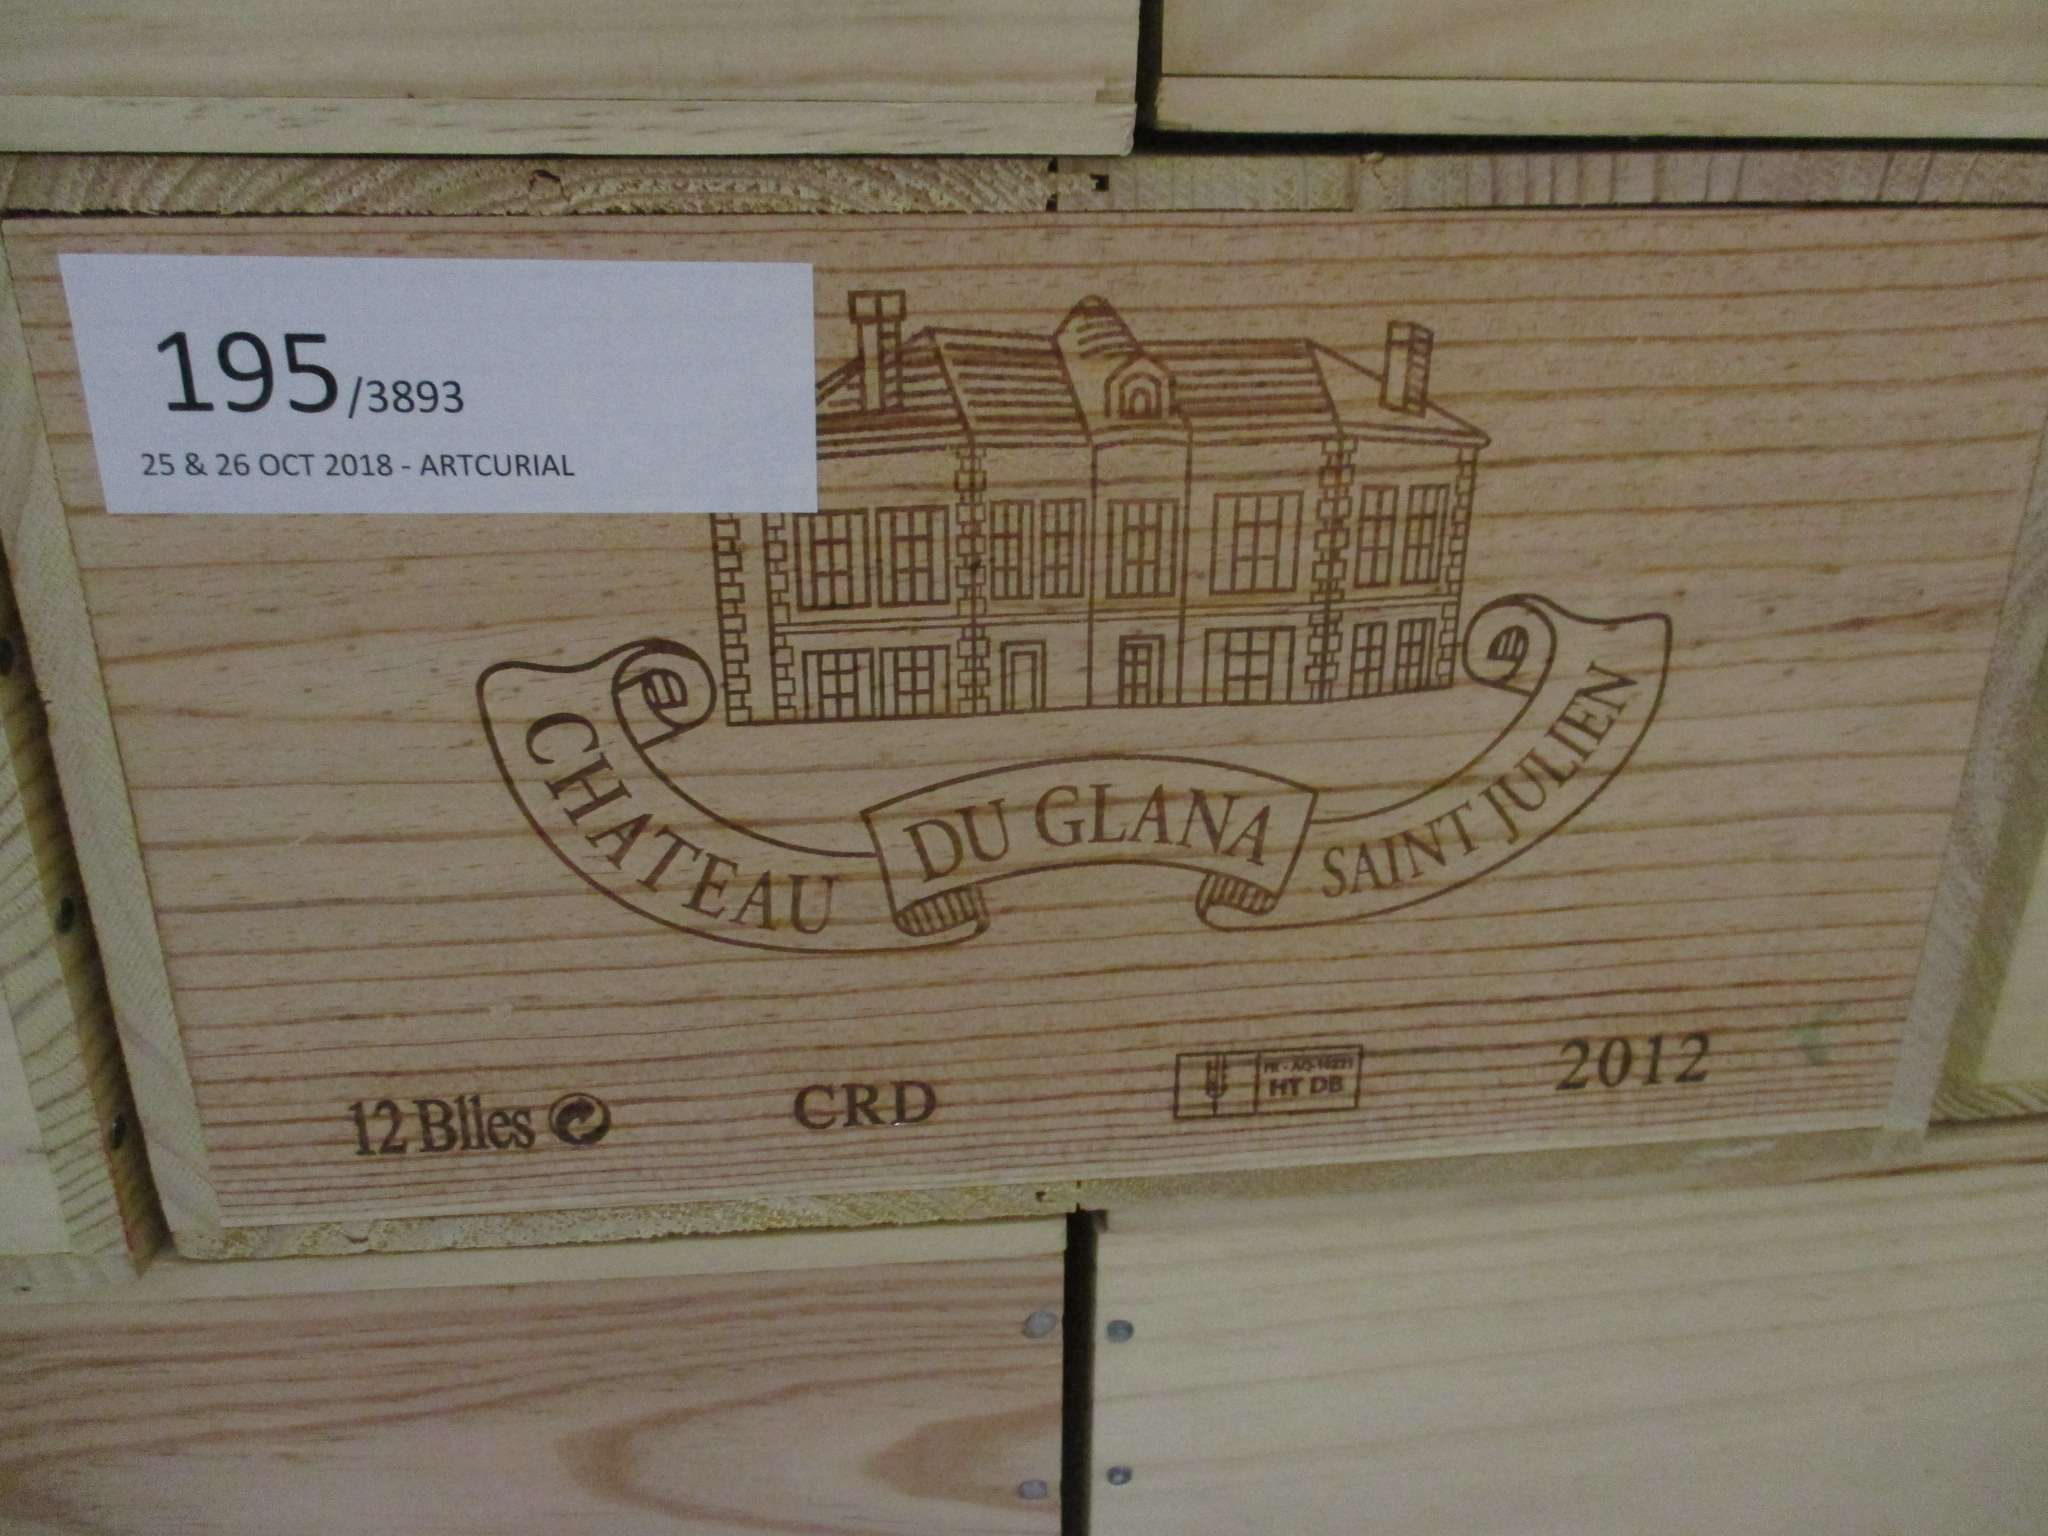 195/3893
25 & 26 OCT 2018 - ARTCURIAL
CHATEAU DU GLANA SAINT JULIEN
12 Blles CRD HT DB 2012